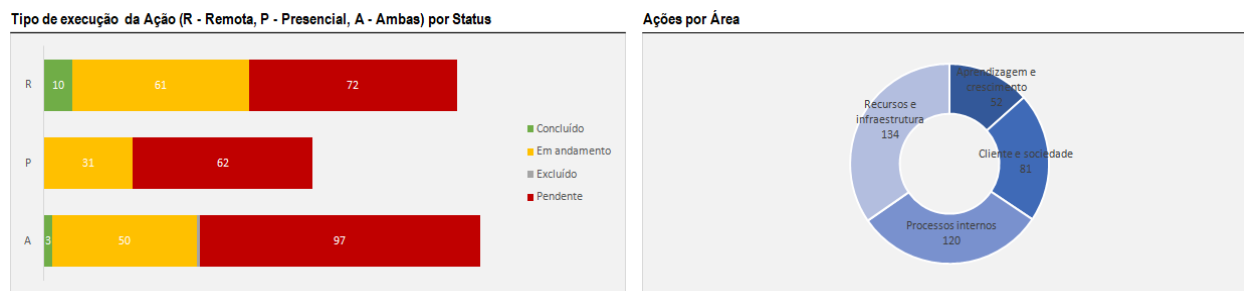 Tipo de execução da Ação (R - Remota, P - Presencial, A - Ambas) por Status
R
10
61
72
P
31
62
A
3
50
97
Concluído
Em andamento
Excluído
Pendente
Ações por Área
Aprendizagem e
crescimento
52
Cliente e sociedade
81
Processos internos
120
Recursos e
infraestrutura
134